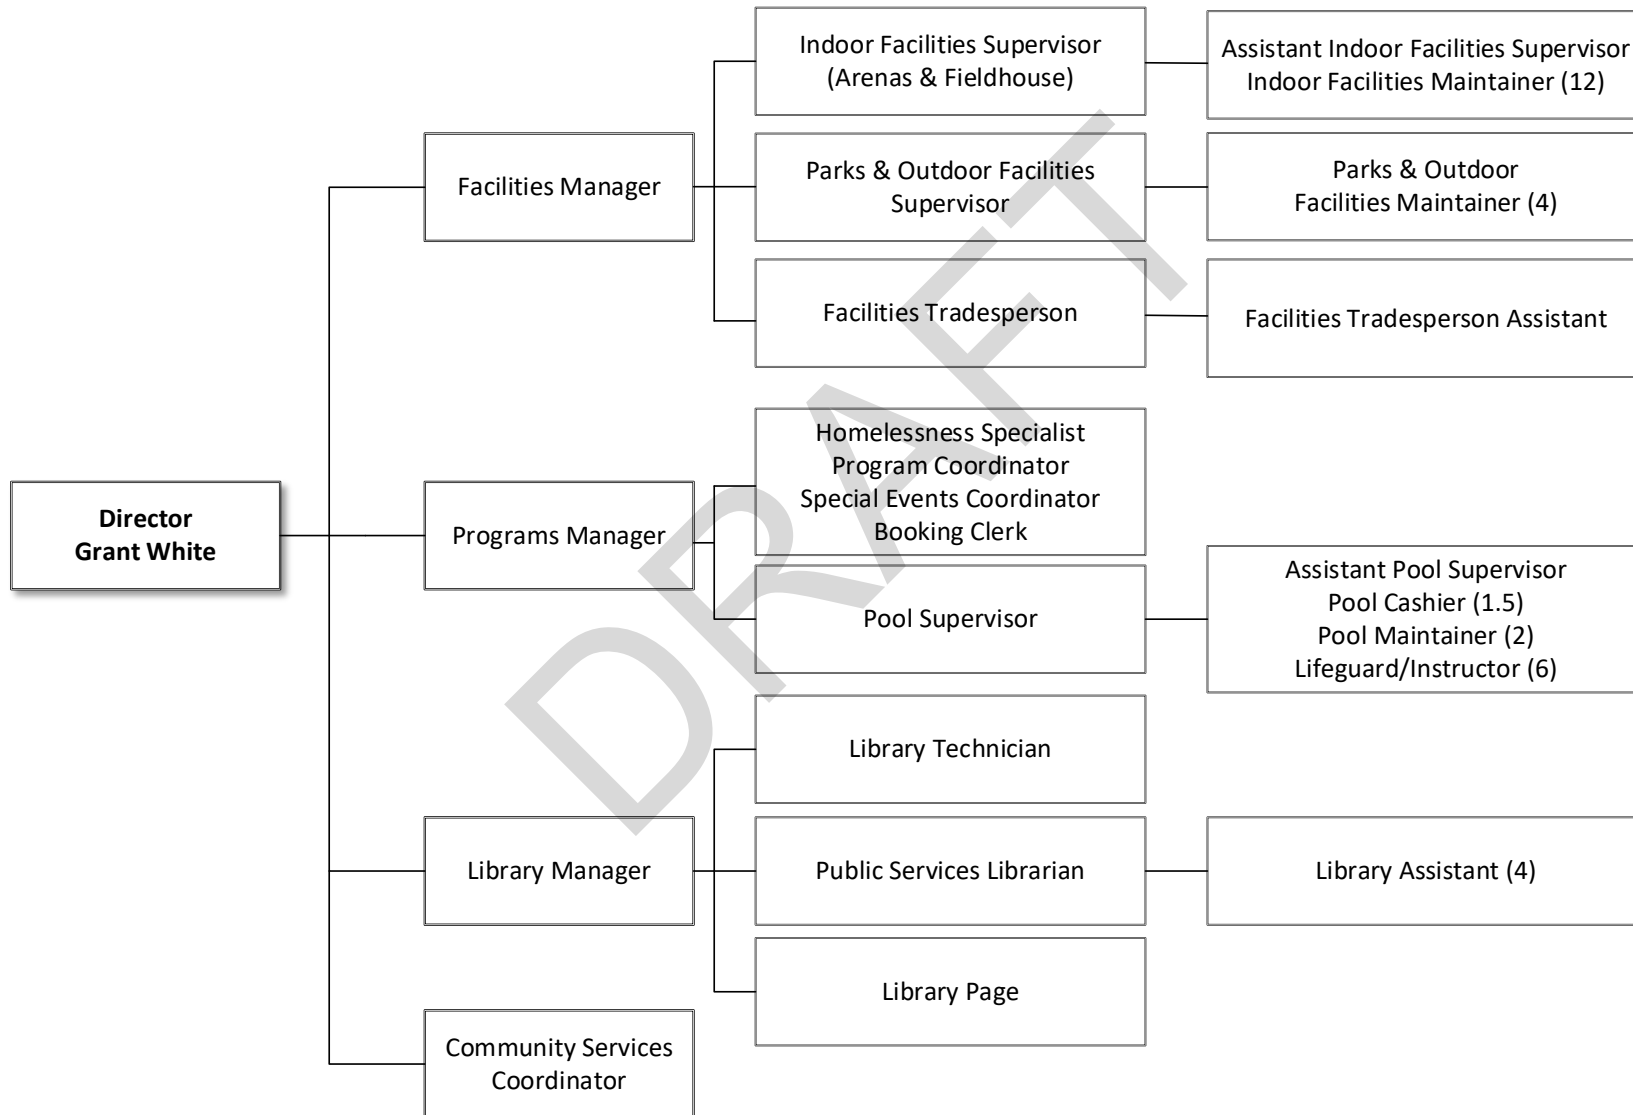 Indoor Facilities Supervisor
(Arenas & Fieldhouse)
Assistant Indoor Facilities Supervisor
Indoor Facilities Maintainer (12)
Facilities Manager
Parks & Outdoor Facilities
Supervisor
Parks & Outdoor
Facilities Maintainer (4)
Facilities Tradesperson
Facilities Tradesperson Assistant
Director
Grant White
Programs Manager
Homelessness Specialist
Program Coordinator
Special Events Coordinator
Booking Clerk
Pool Supervisor
Assistant Pool Supervisor
Pool Cashier (1.5)
Pool Maintainer (2)
Lifeguard/Instructor (6)
Library Technician
Library Manager
Public Services Librarian
Library Assistant (4)
Library Page
Community Services
Coordinator
DRAFT